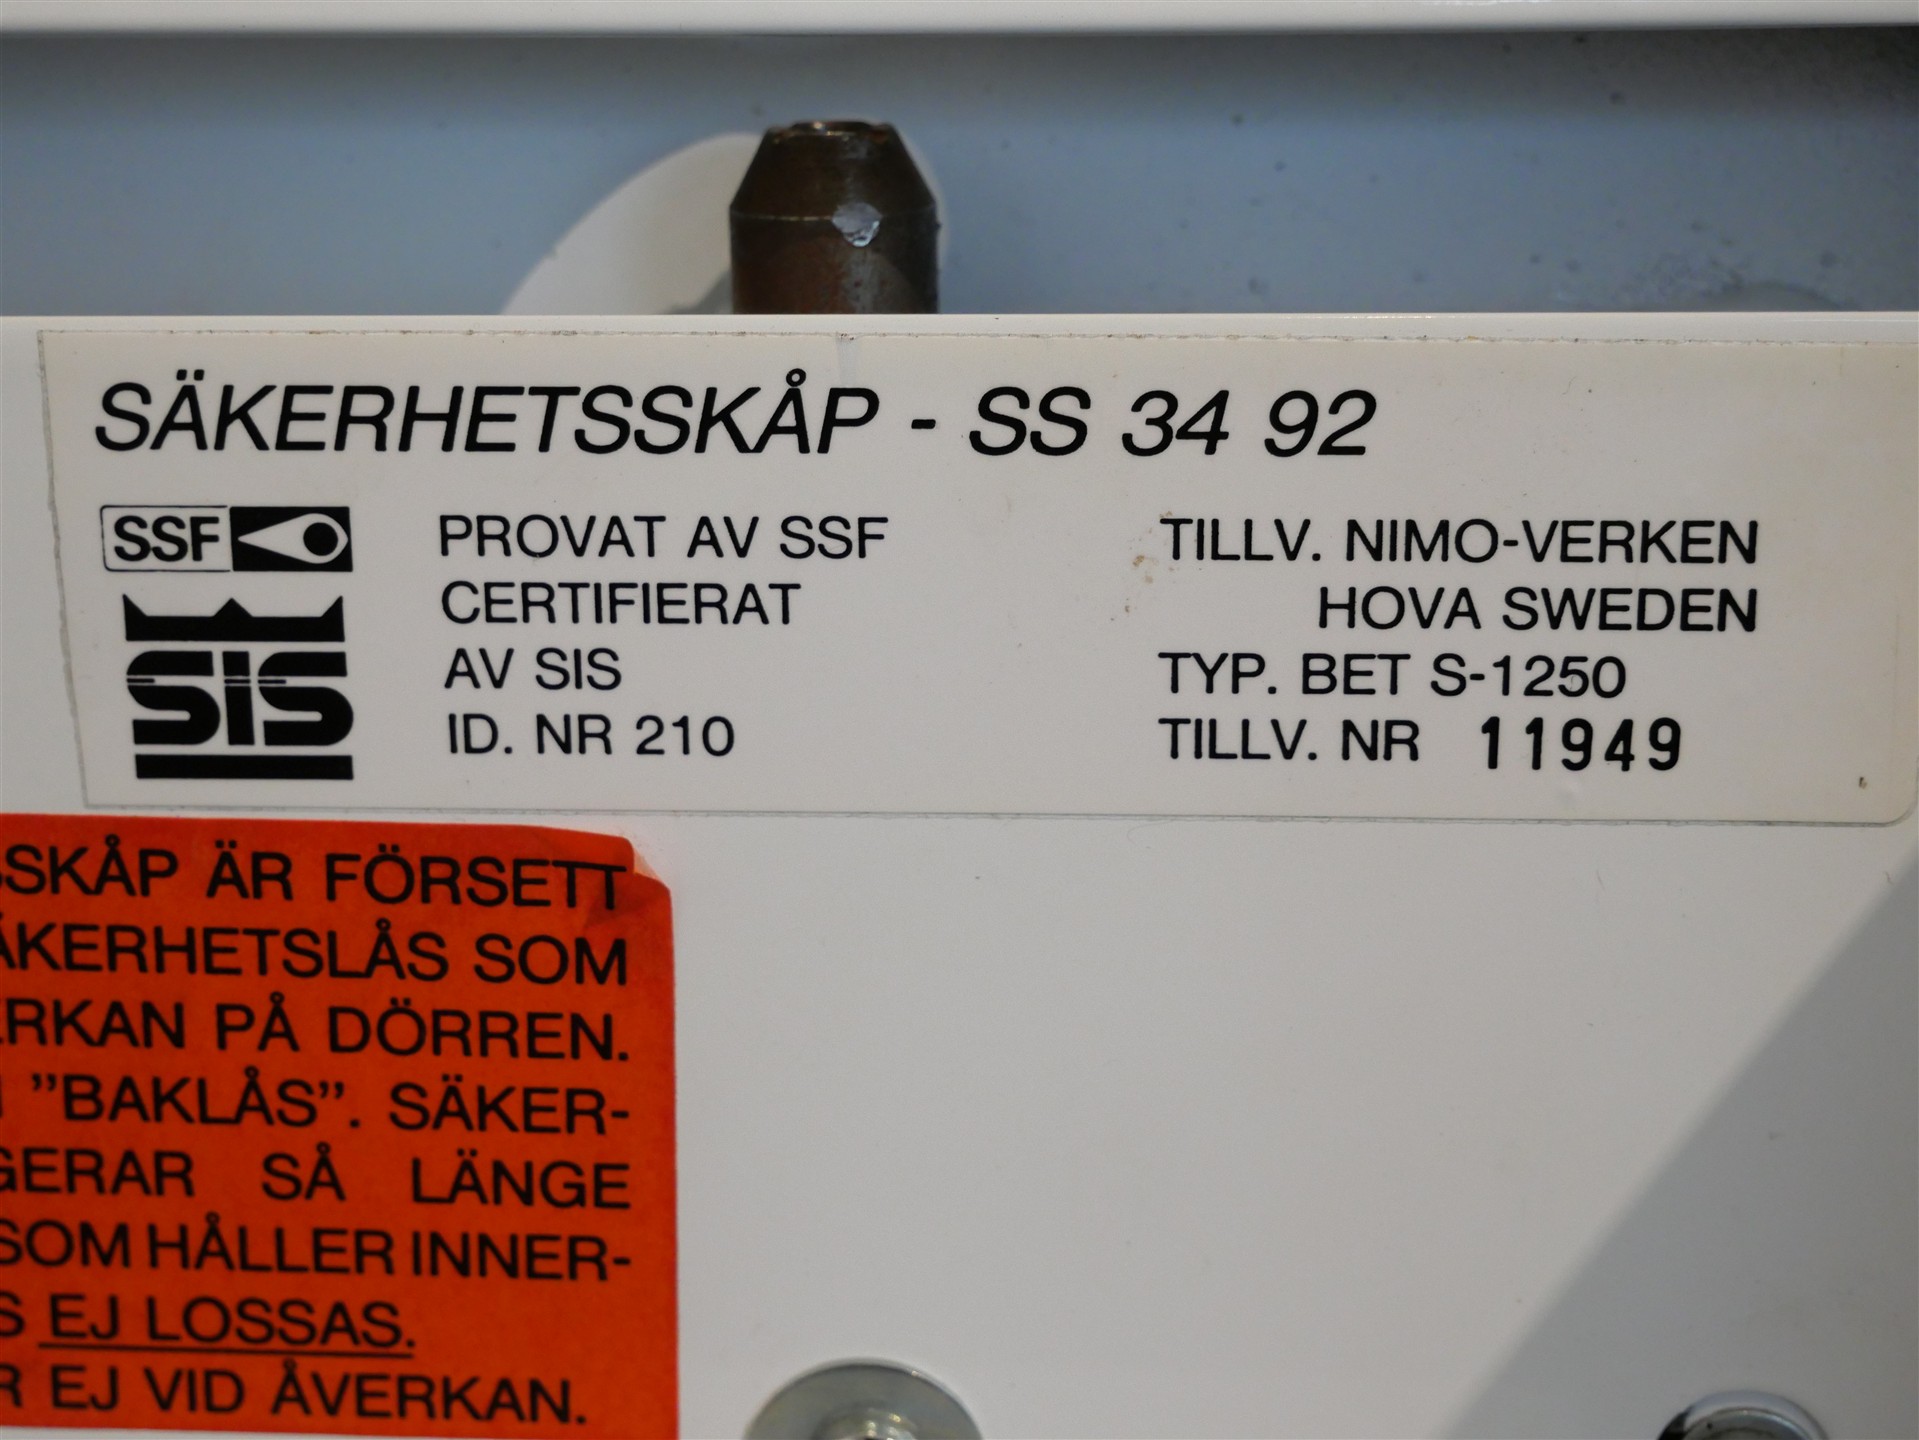 SÄKERHETSSKÅP - SS 34 92
SSF
SIS
PROVAT AV SSF
CERTIFIERAT
AV SIS
ID. NR 210
TILLV. NIMO-VERKEN
HOVA SWEDEN
TYP. BET S-1250
TILLV. NR 11949
SSKÅP ÄR FÖRSETT
ÄKERHETSLÅS SOM
ERKAN PÅ DÖRREN.
"BAKLÅS". SÄKER-
GERAR SÅ LÄNGE
SOM HÅLLER INNER-
S EJ LOSSAS.
R EJ VID ÅVERKAN.